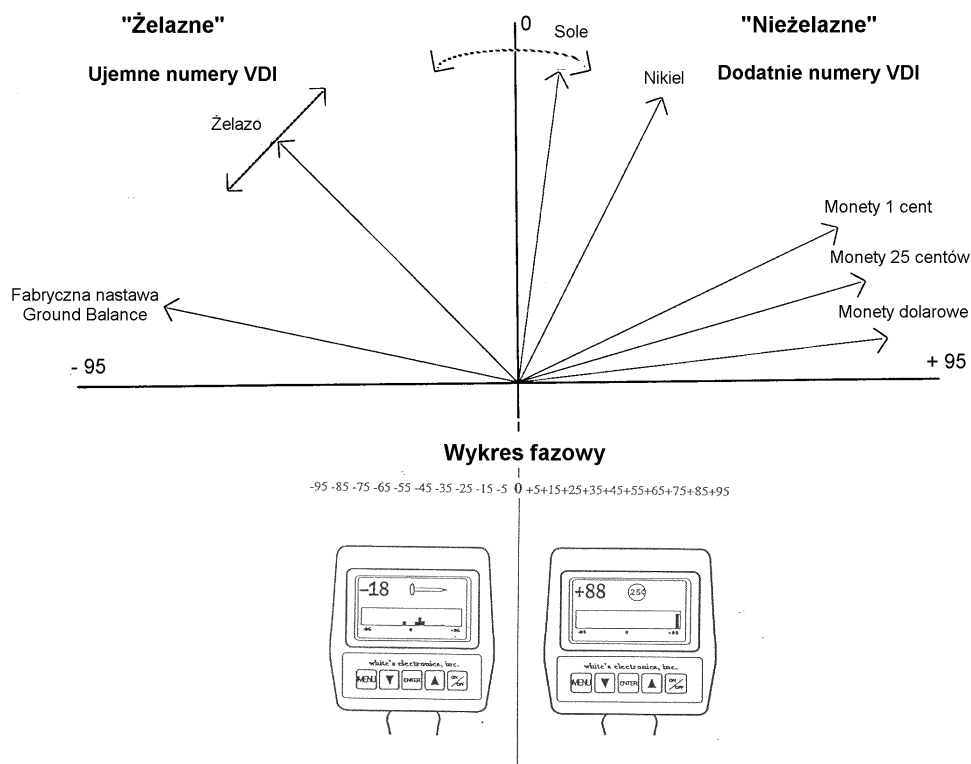 "Żelazne"
0
Sole
"Nieżelazne"
Ujemne numery VDI
Nikiel
Dodatnie numery VDI
Żelazo
Monety 1 cent
Monety 25 centów
Fabryczna nastawa
Ground Balance
Monety dolarowe
- 95
+ 95
Wykres fazowy
-95 -85 -75 -65 -55 -45 -35 -25 -15 -5 0 +5+15+25+35+45+55+65+75+85+95
-18
0
white's electronics, inc.
MENU ENTER ON/OFF
+88 25¢
0
white's electronics, inc.
MENU ENTER ON/OFF